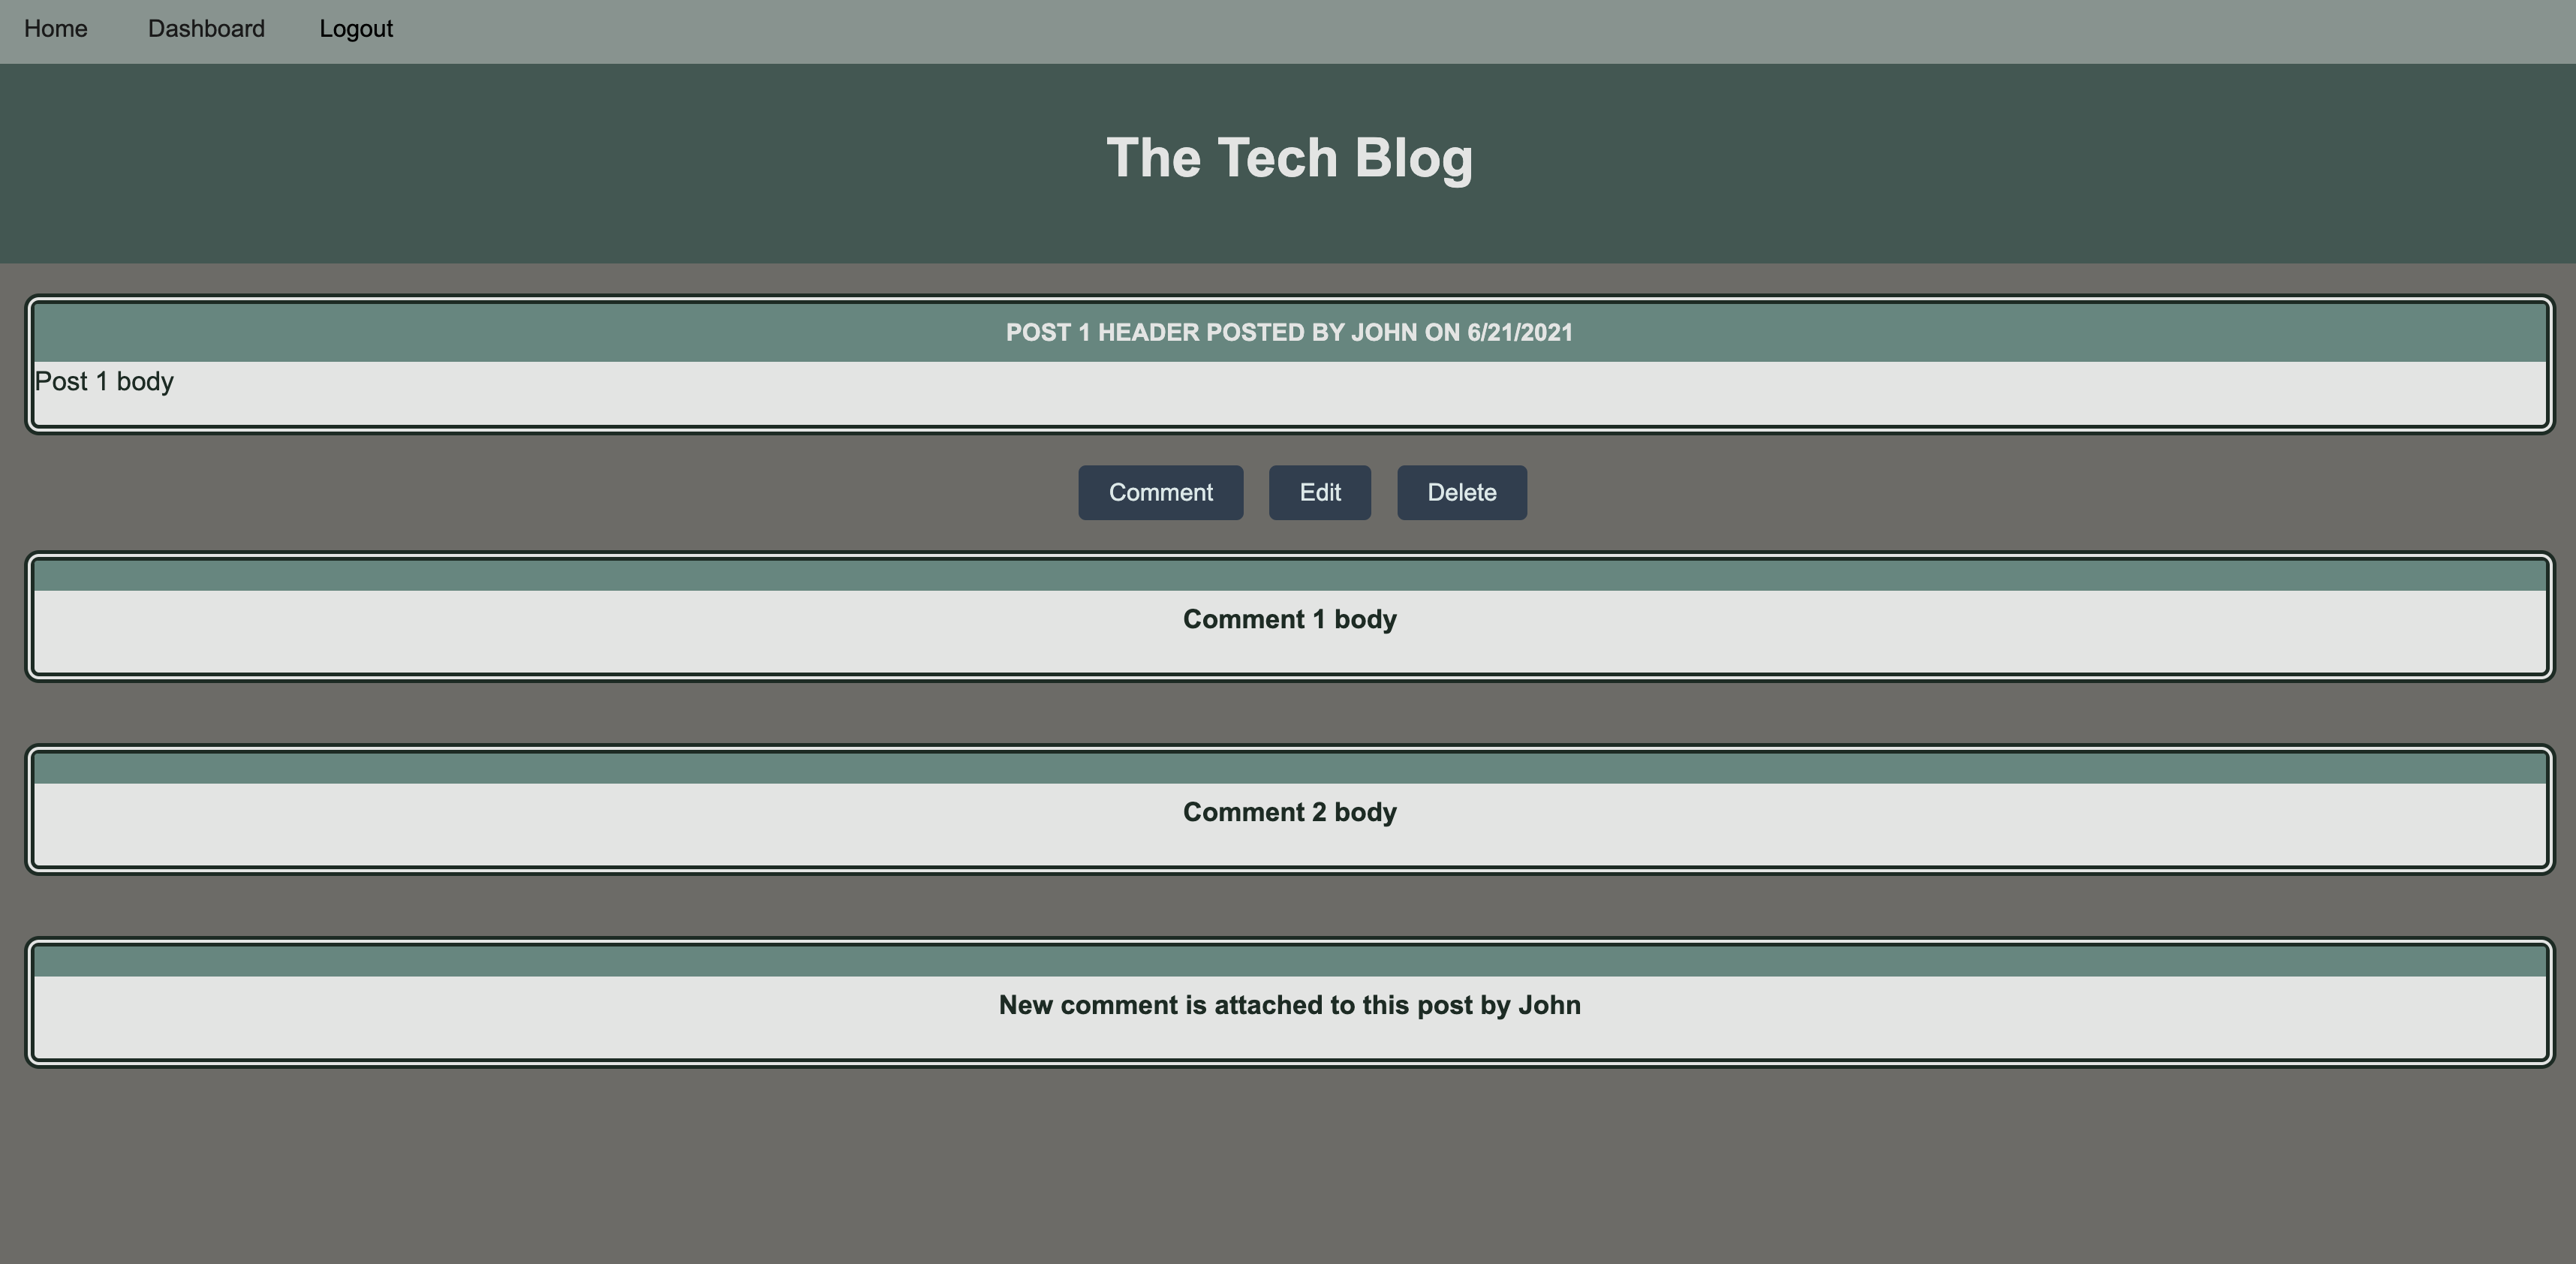 Home Dashboard Logout
The Tech Blog
POST 1 HEADER POSTED BY JOHN ON 6/21/2021
Post 1 body
Comment Edit Delete
Comment 1 body
Comment 2 body
New comment is attached to this post by John